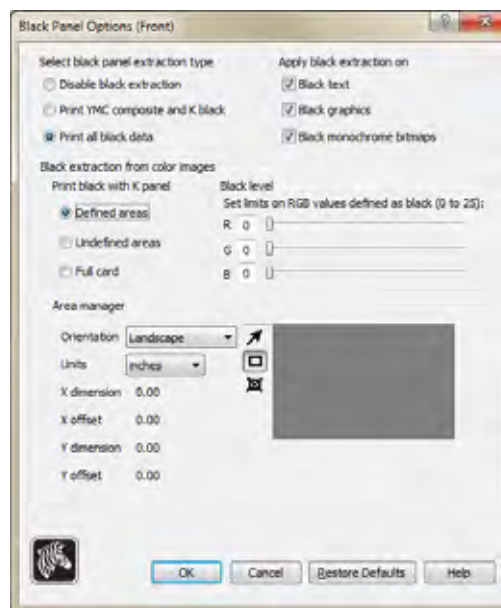 Black Panel Options (Front)
Select black panel extraction type
Disable black extraction
Print YMC composite and K black
Print all black data
Apply black extraction on
Black text
Black graphics
Black monochrome bitmaps
Black extraction from color images
Print black with K panel
Defined areas
Undefined areas
Full card
Black level
Set limits on RGB values defined as black (0 to 25):
R 0
G 0
B 0
Area manager
Orientation Landscape
Units inches
X dimension 0.00
X offset 0.00
Y dimension 0.00
Y offset 0.00
OK Cancel Restore Defaults Help